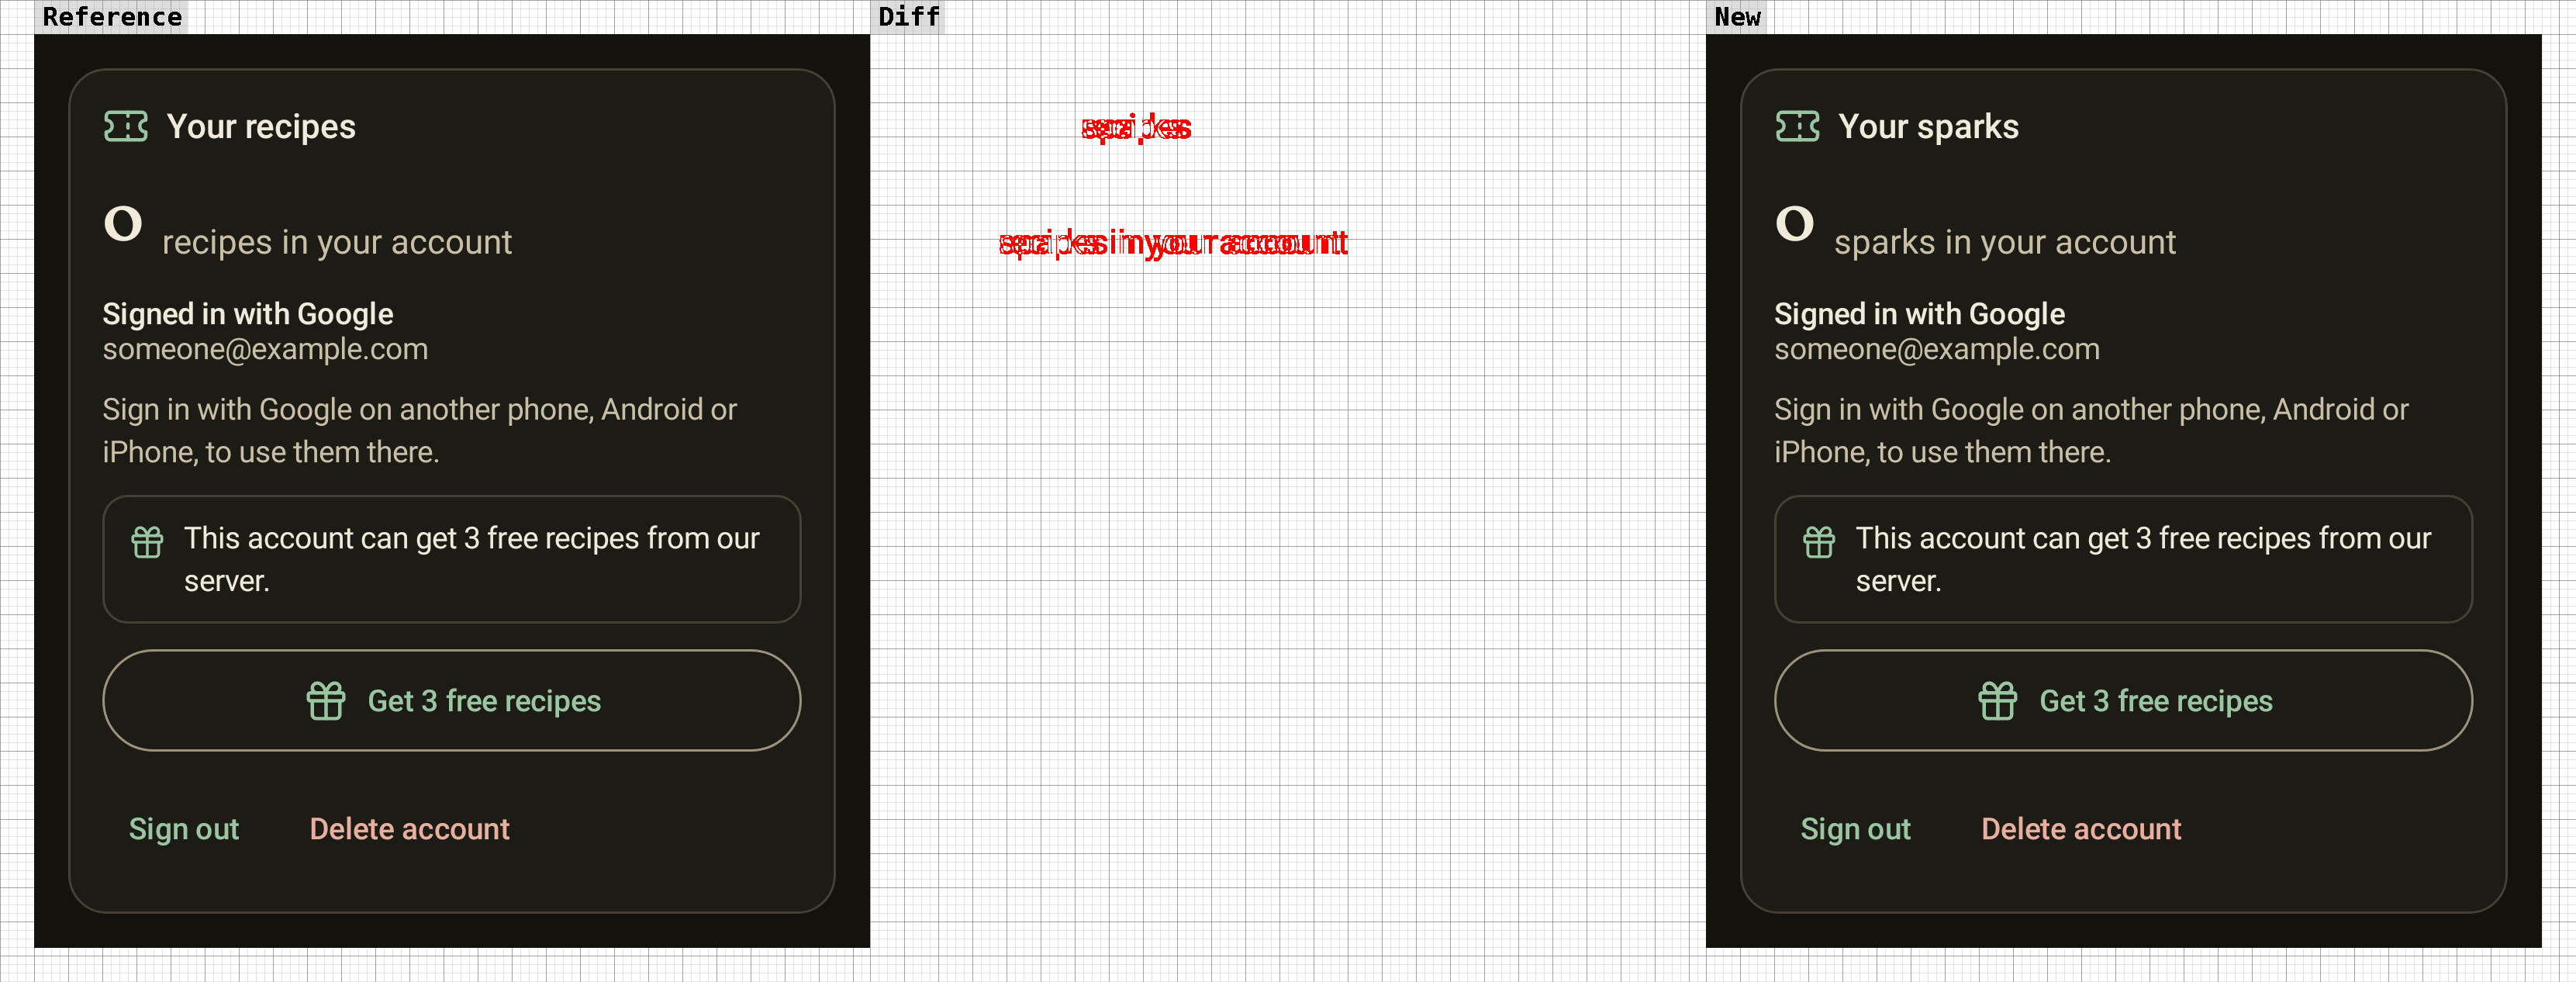 Reference
Diff
New
Your recipes
0 recipes in your account
Signed in with Google
someone@example.com
Sign in with Google on another phone, Android or
iPhone, to use them there.
This account can get 3 free recipes from our
server.
Get 3 free recipes
Sign out
Delete account
Your sparks
0 sparks in your account
Signed in with Google
someone@example.com
Sign in with Google on another phone, Android or
iPhone, to use them there.
This account can get 3 free recipes from our
server.
Get 3 free recipes
Sign out
Delete account